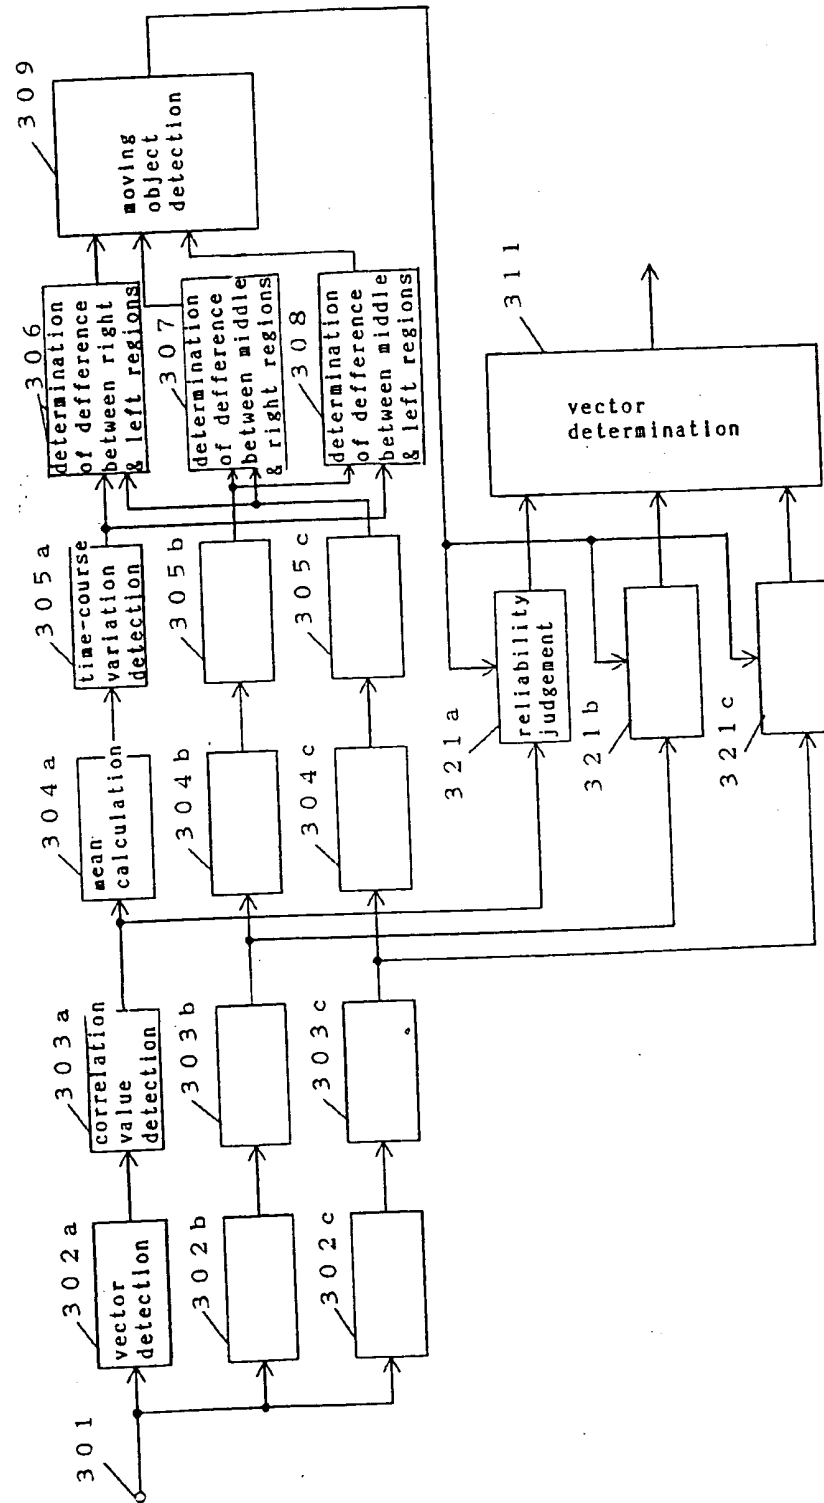 301
302a
vector
detection
302b
302c
303a
correlation
value
detection
303b
303c
304a
mean
calculation
304b
304c
305a
time-course
variation
detection
305b
305c
306
determination
of defference
between right
& left regions
307
determination
of defference
between middle
& right regions
308
determination
of defference
between middle
& left regions
309
moving
object
detection
321a
reliability
judgement
321b
321c
311
vector
determination